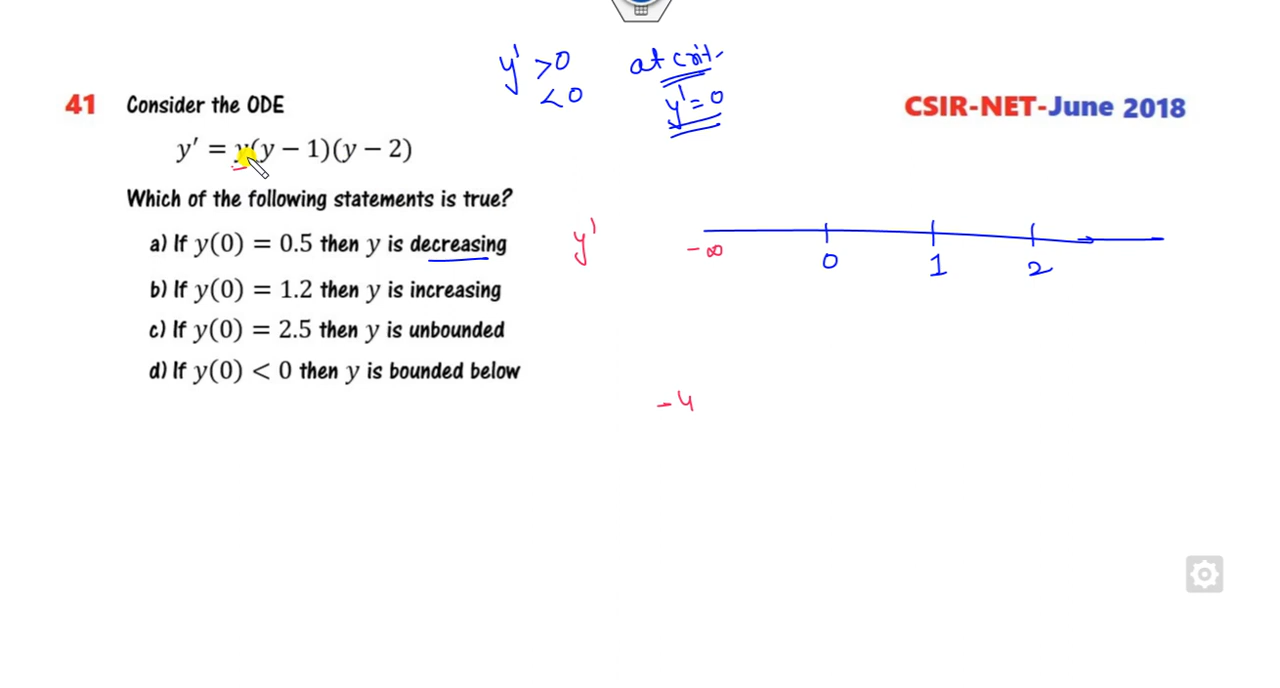 y' > 0 at crit.
< 0 y' = 0
41 Consider the ODE CSIR-NET-June 2018
y′ = y(y − 1)(y − 2)
Which of the following statements is true?
a) If y(0) = 0.5 then y is decreasing
y'
-∞ 0 1 2
b) If y(0) = 1.2 then y is increasing
c) If y(0) = 2.5 then y is unbounded
d) If y(0) < 0 then y is bounded below
-4